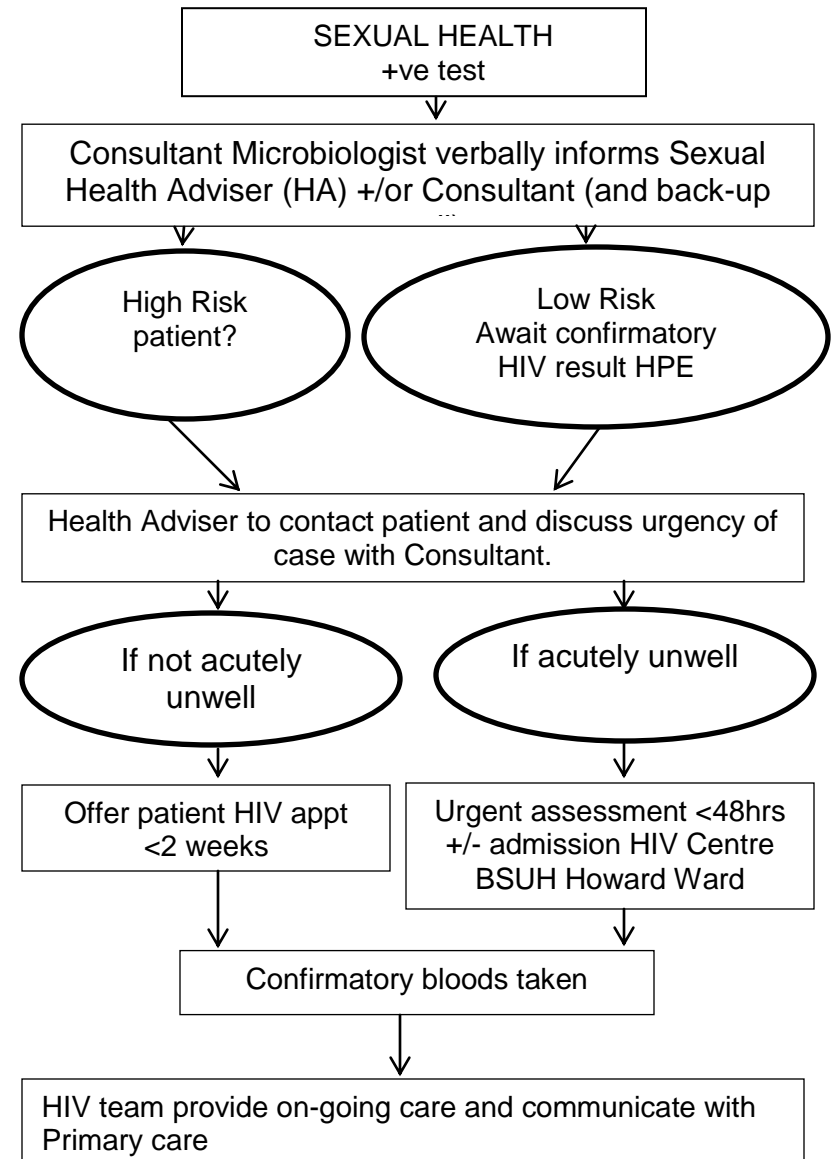 SEXUAL HEALTH
+ve test
Consultant Microbiologist verbally informs Sexual
Health Adviser (HA) +/or Consultant (and back-up
High Risk
patient?
Low Risk
Await confirmatory
HIV result HPE
Health Adviser to contact patient and discuss urgency of
case with Consultant.
If not acutely
unwell
If acutely unwell
Offer patient HIV appt
<2 weeks
Urgent assessment <48hrs
+/- admission HIV Centre
BSUH Howard Ward
Confirmatory bloods taken
HIV team provide on-going care and communicate with
Primary care